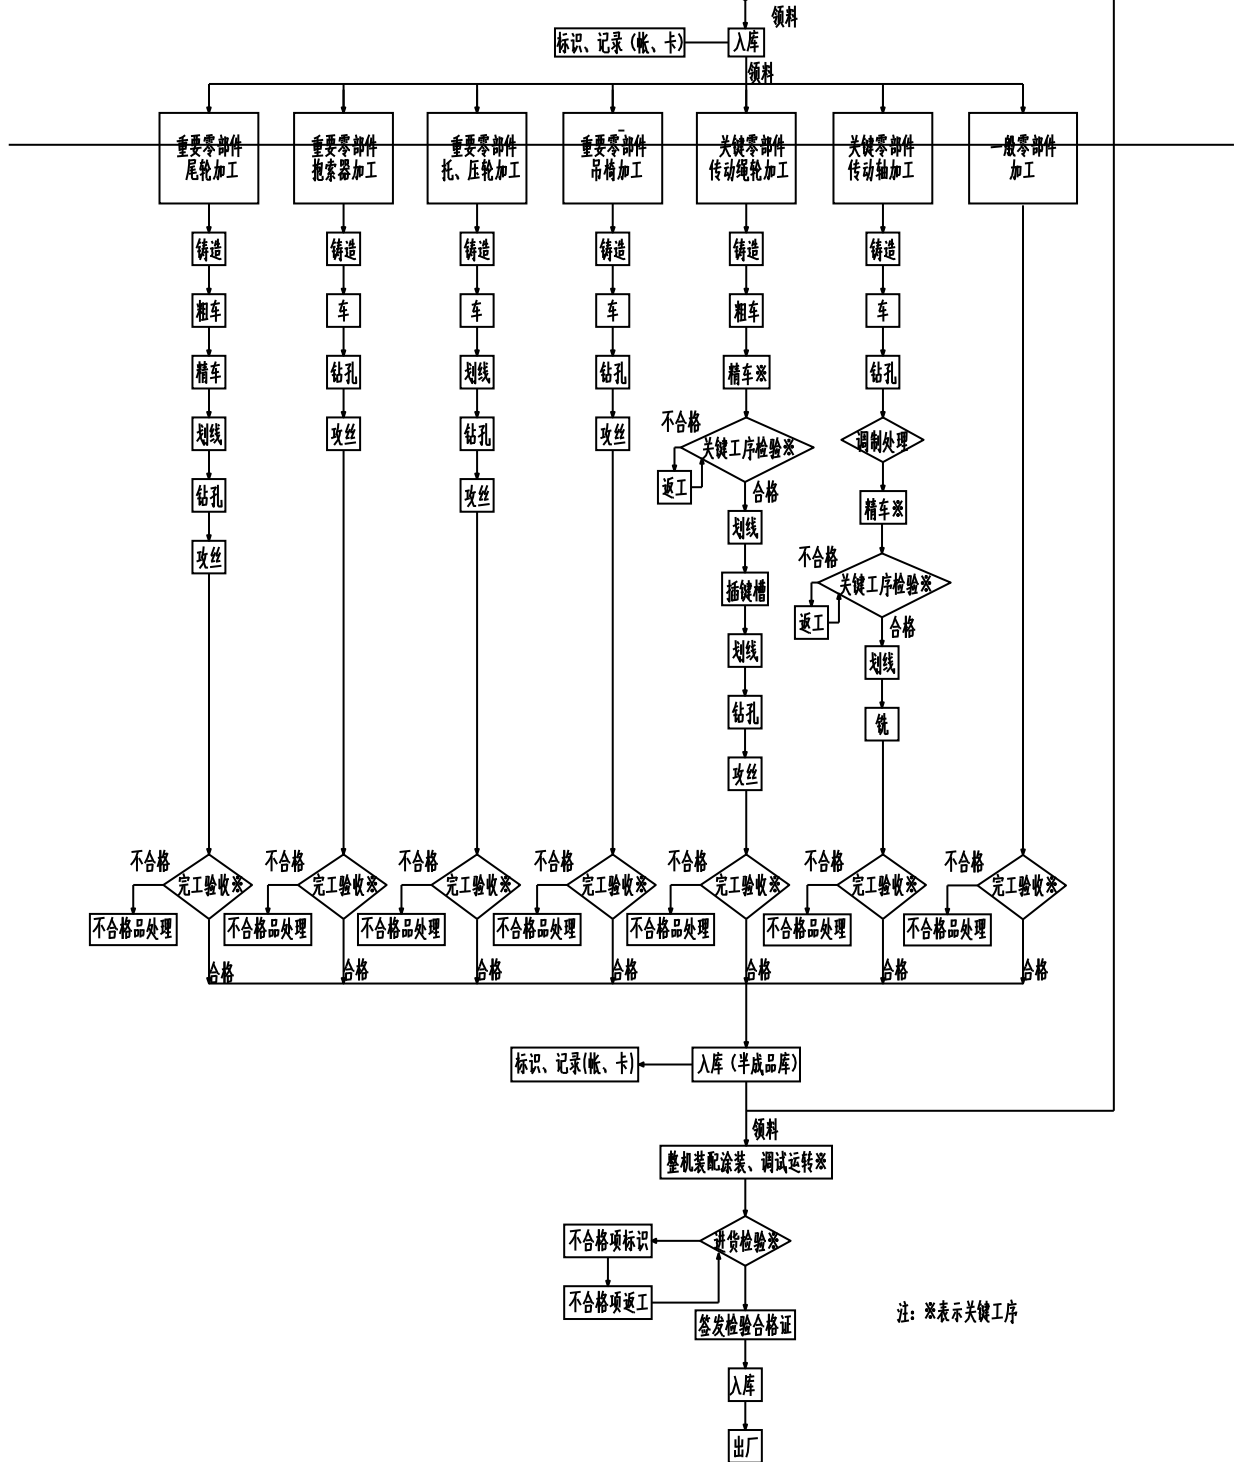 领料
标识、记录（帐、卡）
入库
领料
重要零部件
尾轮加工
重要零部件
抱索器加工
重要零部件
托、压轮加工
重要零部件
吊椅加工
关键零部件
传动绳轮加工
关键零部件
传动轴加工
一般零部件
加工
铸造
铸造
铸造
铸造
铸造
铸造
粗车
车
车
车
粗车
车
精车
钻孔
划线
钻孔
精车※
钻孔
划线
攻丝
钻孔
攻丝
不合格
关键工序检验※
调制处理
返工
合格
钻孔
攻丝
精车※
划线
攻丝
不合格
关键工序检验※
插键槽
返工
合格
划线
划线
钻孔
铣
攻丝
不合格
不合格
不合格
不合格
不合格
不合格
不合格
完工验收※
完工验收※
完工验收※
完工验收※
完工验收※
完工验收※
完工验收※
不合格品处理
不合格品处理
不合格品处理
不合格品处理
不合格品处理
不合格品处理
不合格品处理
合格
合格
合格
合格
合格
合格
合格
标识、记录(帐、卡)
入库（半成品库）
领料
整机装配涂装、调试运转※
不合格项标识
进货检验※
不合格项返工
签发检验合格证
注：※表示关键工序
入库
出厂